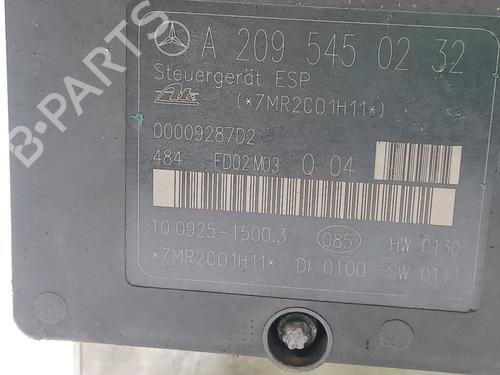 B-PARTS
A 209 545 02 32
Steuergerät ESP
Ate (*7MR2C01H11*)
00009287D2
484 FD02M03 Q 04
10.0925-1500.3 085 HW 0130
*7MR2C01H11* DI 0100 SW 0111